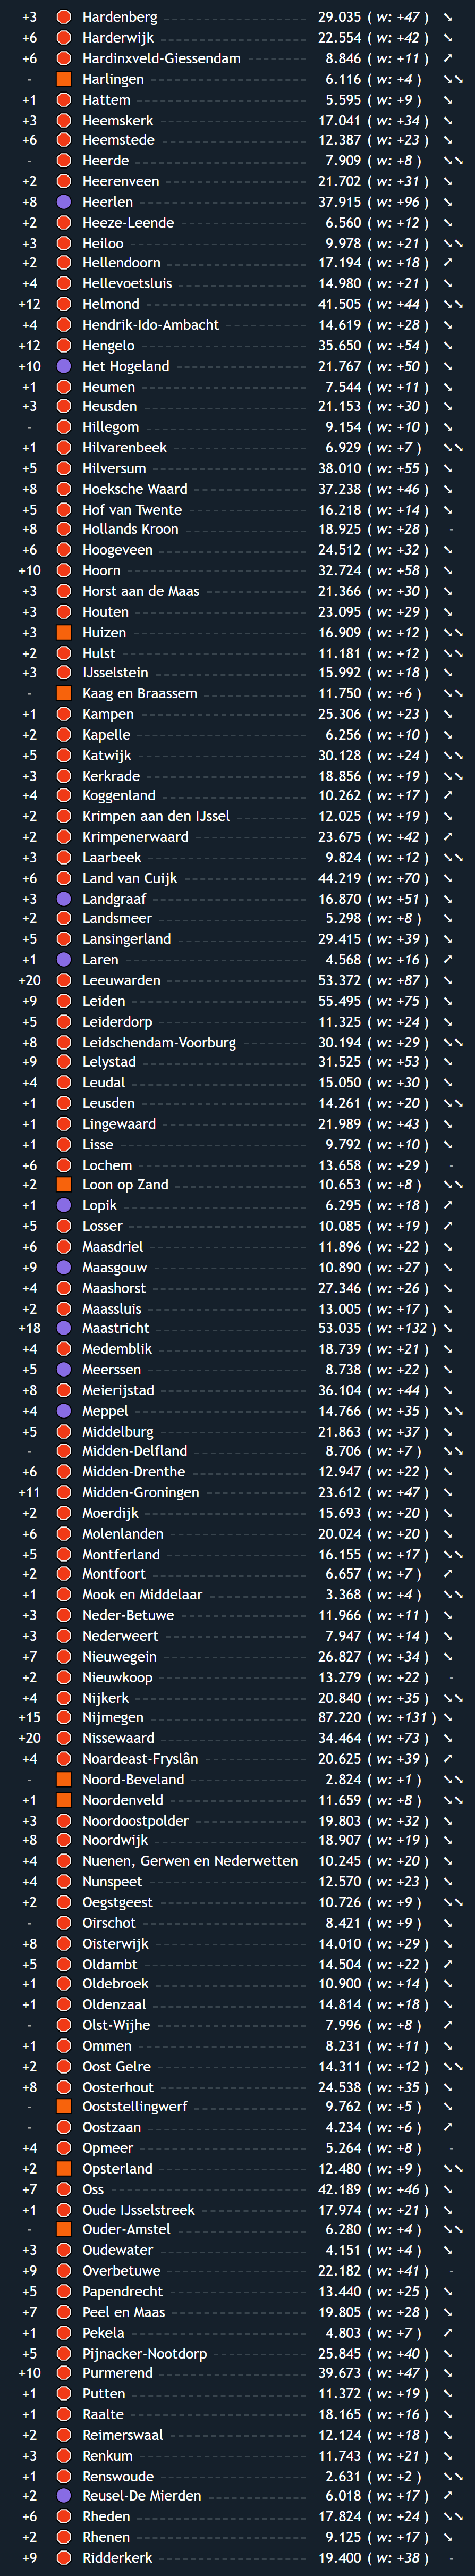 +3 Hardenberg 29.035 ( w: +47 ) ↘
+6 Harderwijk 22.554 ( w: +42 ) ↘
+6 Hardinxveld-Giessendam 8.846 ( w: +11 ) ↗
- Harlingen 6.116 ( w: +4 ) ↘↘
+1 Hattem 5.595 ( w: +9 ) ↘
+3 Heemskerk 17.041 ( w: +34 ) ↘
+6 Heemstede 12.387 ( w: +23 ) ↘
- Heerde 7.909 ( w: +8 ) ↘↘
+2 Heerenveen 21.702 ( w: +31 ) ↘
+8 Heerlen 37.915 ( w: +96 ) ↘
+2 Heeze-Leende 6.560 ( w: +12 ) ↘
+3 Heiloo 9.978 ( w: +21 ) ↘↘
+2 Hellendoorn 17.194 ( w: +18 ) ↗
+4 Hellevoetsluis 14.980 ( w: +21 ) ↘
+12 Helmond 41.505 ( w: +44 ) ↘↘
+4 Hendrik-Ido-Ambacht 14.619 ( w: +28 ) ↘
+12 Hengelo 35.650 ( w: +54 ) ↘
+10 Het Hogeland 21.767 ( w: +50 ) ↘
+1 Heumen 7.544 ( w: +11 ) ↘
+3 Heusden 21.153 ( w: +30 ) ↘
- Hillegom 9.154 ( w: +10 ) ↘
+1 Hilvarenbeek 6.929 ( w: +7 ) ↘↘
+5 Hilversum 38.010 ( w: +55 ) ↘
+8 Hoeksche Waard 37.238 ( w: +46 ) ↘
+5 Hof van Twente 16.218 ( w: +14 ) ↘
+8 Hollands Kroon 18.925 ( w: +28 ) -
+6 Hoogeveen 24.512 ( w: +32 ) ↘
+10 Hoorn 32.724 ( w: +58 ) ↘
+3 Horst aan de Maas 21.366 ( w: +30 ) ↘
+3 Houten 23.095 ( w: +29 ) ↘
+3 Huizen 16.909 ( w: +12 ) ↘↘
+2 Hulst 11.181 ( w: +12 ) ↘↘
+3 IJsselstein 15.992 ( w: +18 ) ↘
- Kaag en Braassem 11.750 ( w: +6 ) ↘↘
+1 Kampen 25.306 ( w: +23 ) ↘
+2 Kapelle 6.256 ( w: +10 ) ↘
+5 Katwijk 30.128 ( w: +24 ) ↘↘
+3 Kerkrade 18.856 ( w: +19 ) ↘↘
+4 Koggenland 10.262 ( w: +17 ) ↗
+2 Krimpen aan den IJssel 12.025 ( w: +19 ) ↘
+2 Krimpenerwaard 23.675 ( w: +42 ) ↗
+3 Laarbeek 9.824 ( w: +12 ) ↘↘
+6 Land van Cuijk 44.219 ( w: +70 ) ↘
+3 Landgraaf 16.870 ( w: +51 ) ↘
+2 Landsmeer 5.298 ( w: +8 ) ↘
+5 Lansingerland 29.415 ( w: +39 ) ↘
+1 Laren 4.568 ( w: +16 ) ↗
+20 Leeuwarden 53.372 ( w: +87 ) ↘
+9 Leiden 55.495 ( w: +75 ) ↘
+5 Leiderdorp 11.325 ( w: +24 ) ↘
+8 Leidschendam-Voorburg 30.194 ( w: +29 ) ↘↘
+9 Lelystad 31.525 ( w: +53 ) ↘
+4 Leudal 15.050 ( w: +30 ) ↘
+1 Leusden 14.261 ( w: +20 ) ↘↘
+1 Lingewaard 21.989 ( w: +43 ) ↘
+1 Lisse 9.792 ( w: +10 ) ↘
+6 Lochem 13.658 ( w: +29 ) -
+2 Loon op Zand 10.653 ( w: +8 ) ↘↘
+1 Lopik 6.295 ( w: +18 ) ↗
+5 Losser 10.085 ( w: +19 ) ↗
+6 Maasdriel 11.896 ( w: +22 ) ↘
+9 Maasgouw 10.890 ( w: +27 ) ↘
+4 Maashorst 27.346 ( w: +26 ) ↘
+2 Maassluis 13.005 ( w: +17 ) ↘
+18 Maastricht 53.035 ( w: +132 ) ↘
+4 Medemblik 18.739 ( w: +21 ) ↘
+5 Meerssen 8.738 ( w: +22 ) ↘
+8 Meierijstad 36.104 ( w: +44 ) ↘
+4 Meppel 14.766 ( w: +35 ) ↘↘
+5 Middelburg 21.863 ( w: +37 ) ↘
- Midden-Delfland 8.706 ( w: +7 ) ↘↘
+6 Midden-Drenthe 12.947 ( w: +22 ) ↘
+11 Midden-Groningen 23.612 ( w: +47 ) ↘
+2 Moerdijk 15.693 ( w: +20 ) ↘
+6 Molenlanden 20.024 ( w: +20 ) ↘
+5 Montferland 16.155 ( w: +17 ) ↘↘
+2 Montfoort 6.657 ( w: +7 ) ↗
+1 Mook en Middelaar 3.368 ( w: +4 ) ↘↘
+3 Neder-Betuwe 11.966 ( w: +11 ) ↘
+3 Nederweert 7.947 ( w: +14 ) ↘
+7 Nieuwegein 26.827 ( w: +34 ) ↘
+2 Nieuwkoop 13.279 ( w: +22 ) -
+4 Nijkerk 20.840 ( w: +35 ) ↘↘
+15 Nijmegen 87.220 ( w: +131 ) ↘
+20 Nissewaard 34.464 ( w: +73 ) ↘
+4 Noardeast-Fryslân 20.625 ( w: +39 ) ↗
- Noord-Beveland 2.824 ( w: +1 ) ↘↘
+1 Noordenveld 11.659 ( w: +8 ) ↘↘
+3 Noordoostpolder 19.803 ( w: +32 ) ↘
+8 Noordwijk 18.907 ( w: +19 ) ↘
+4 Nuenen, Gerwen en Nederwetten 10.245 ( w: +20 ) ↘
+4 Nunspeet 12.570 ( w: +23 ) ↘
+2 Oegstgeest 10.726 ( w: +9 ) ↘↘
- Oirschot 8.421 ( w: +9 ) ↘
+8 Oisterwijk 14.010 ( w: +29 ) ↘
+5 Oldambt 14.504 ( w: +22 ) ↗
+1 Oldebroek 10.900 ( w: +14 ) ↘
+1 Oldenzaal 14.814 ( w: +18 ) ↘
- Olst-Wijhe 7.996 ( w: +8 ) ↗
+1 Ommen 8.231 ( w: +11 ) ↘
+2 Oost Gelre 14.311 ( w: +12 ) ↘↘
+8 Oosterhout 24.538 ( w: +35 ) ↘
- Ooststellingwerf 9.762 ( w: +5 ) ↘
- Oostzaan 4.234 ( w: +6 ) ↗
+4 Opmeer 5.264 ( w: +8 ) -
+2 Opsterland 12.480 ( w: +9 ) ↘↘
+7 Oss 42.189 ( w: +46 ) ↘
+1 Oude IJsselstreek 17.974 ( w: +21 ) ↘
- Ouder-Amstel 6.280 ( w: +4 ) ↘↘
+3 Oudewater 4.151 ( w: +4 ) ↘
+9 Overbetuwe 22.182 ( w: +41 ) -
+5 Papendrecht 13.440 ( w: +25 ) ↘
+7 Peel en Maas 19.805 ( w: +28 ) ↘
+1 Pekela 4.803 ( w: +7 ) ↗
+5 Pijnacker-Nootdorp 25.845 ( w: +40 ) ↘
+10 Purmerend 39.673 ( w: +47 ) ↘
+1 Putten 11.372 ( w: +19 ) ↘
+1 Raalte 18.165 ( w: +16 ) ↘
+2 Reimerswaal 12.124 ( w: +18 ) ↘
+3 Renkum 11.743 ( w: +21 ) ↘
+1 Renswoude 2.631 ( w: +2 ) ↘↘
+2 Reusel-De Mierden 6.018 ( w: +17 ) ↗
+6 Rheden 17.824 ( w: +24 ) ↘↘
+2 Rhenen 9.125 ( w: +17 ) ↘
+9 Ridderkerk 19.400 ( w: +38 ) -